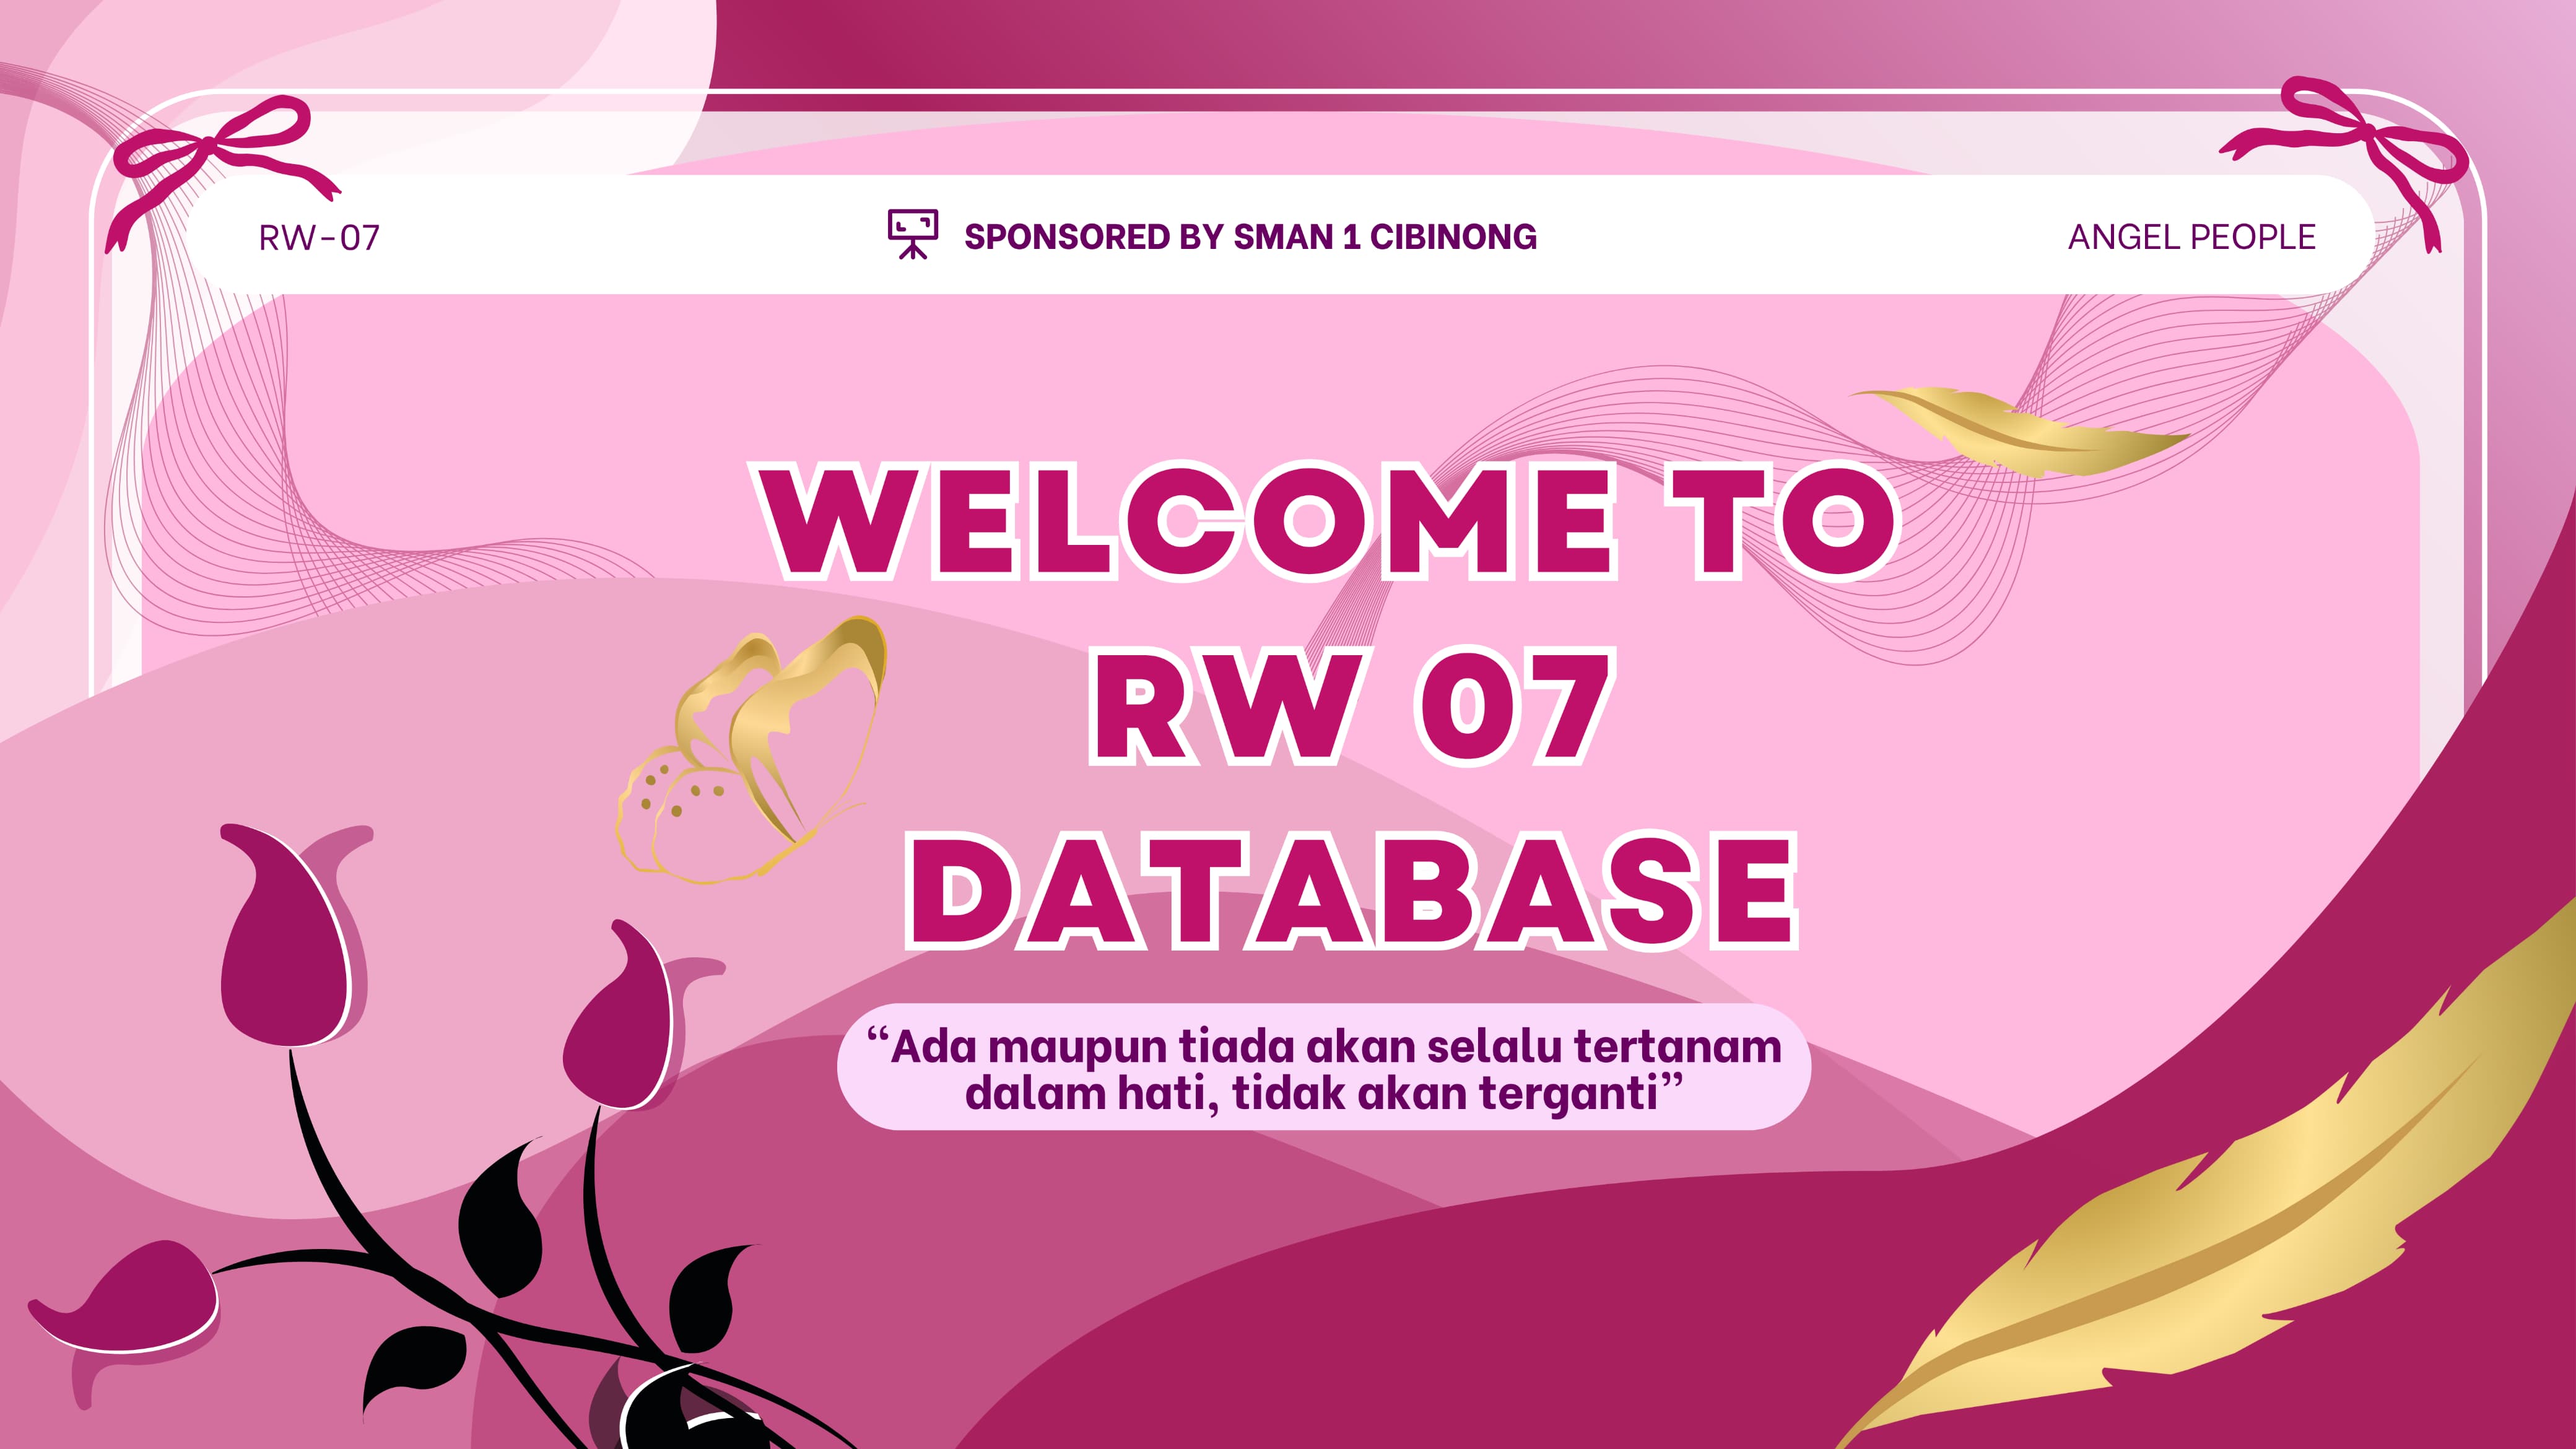 RW-07
SPONSORED BY SMAN 1 CIBINONG
ANGEL PEOPLE
WELCOME TO
RW 07
DATABASE
“Ada maupun tiada akan selalu tertanam
dalam hati, tidak akan terganti”